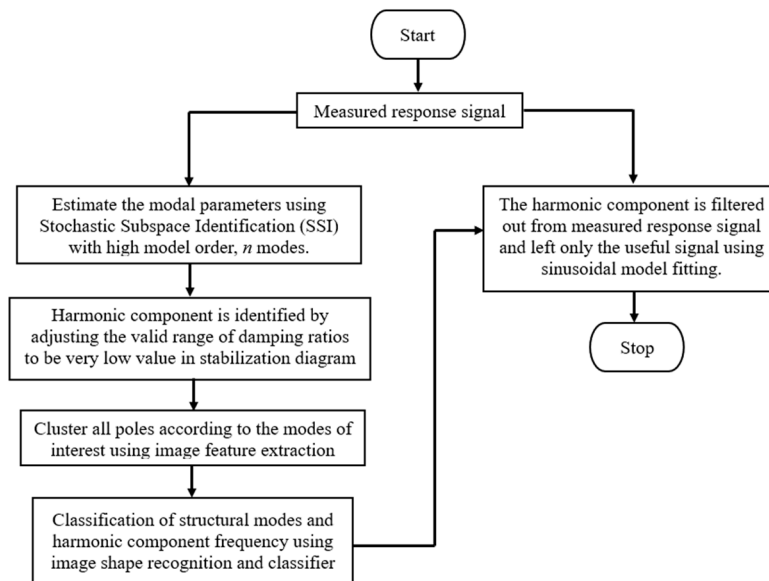 Start
Measured response signal
Estimate the modal parameters using
Stochastic Subspace Identification (SSI)
with high model order, n modes.
Harmonic component is identified by
adjusting the valid range of damping ratios
to be very low value in stabilization diagram
Cluster all poles according to the modes of
interest using image feature extraction
Classification of structural modes and
harmonic component frequency using
image shape recognition and classifier
The harmonic component is filtered
out from measured response signal
and left only the useful signal using
sinusoidal model fitting.
Stop